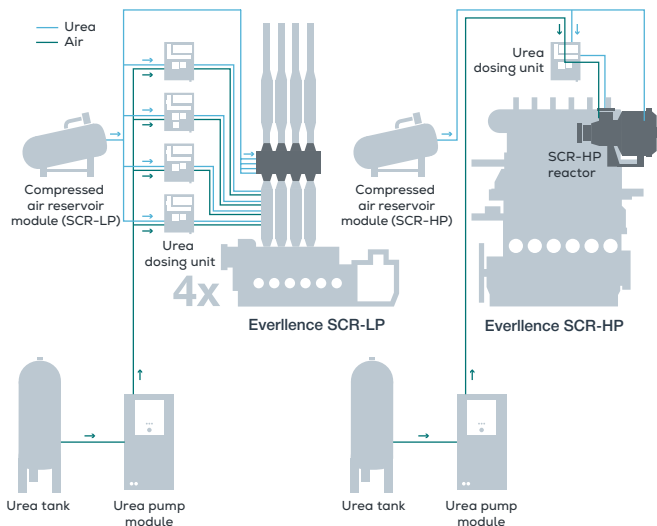 Urea
Air
Urea
dosing unit
Compressed
air reservoir
module (SCR-LP)
Urea
dosing unit
4x
Everllence SCR-LP
Compressed
air reservoir
module (SCR-HP)
SCR-HP
reactor
Everllence SCR-HP
Urea tank
Urea pump
module
Urea tank
Urea pump
module